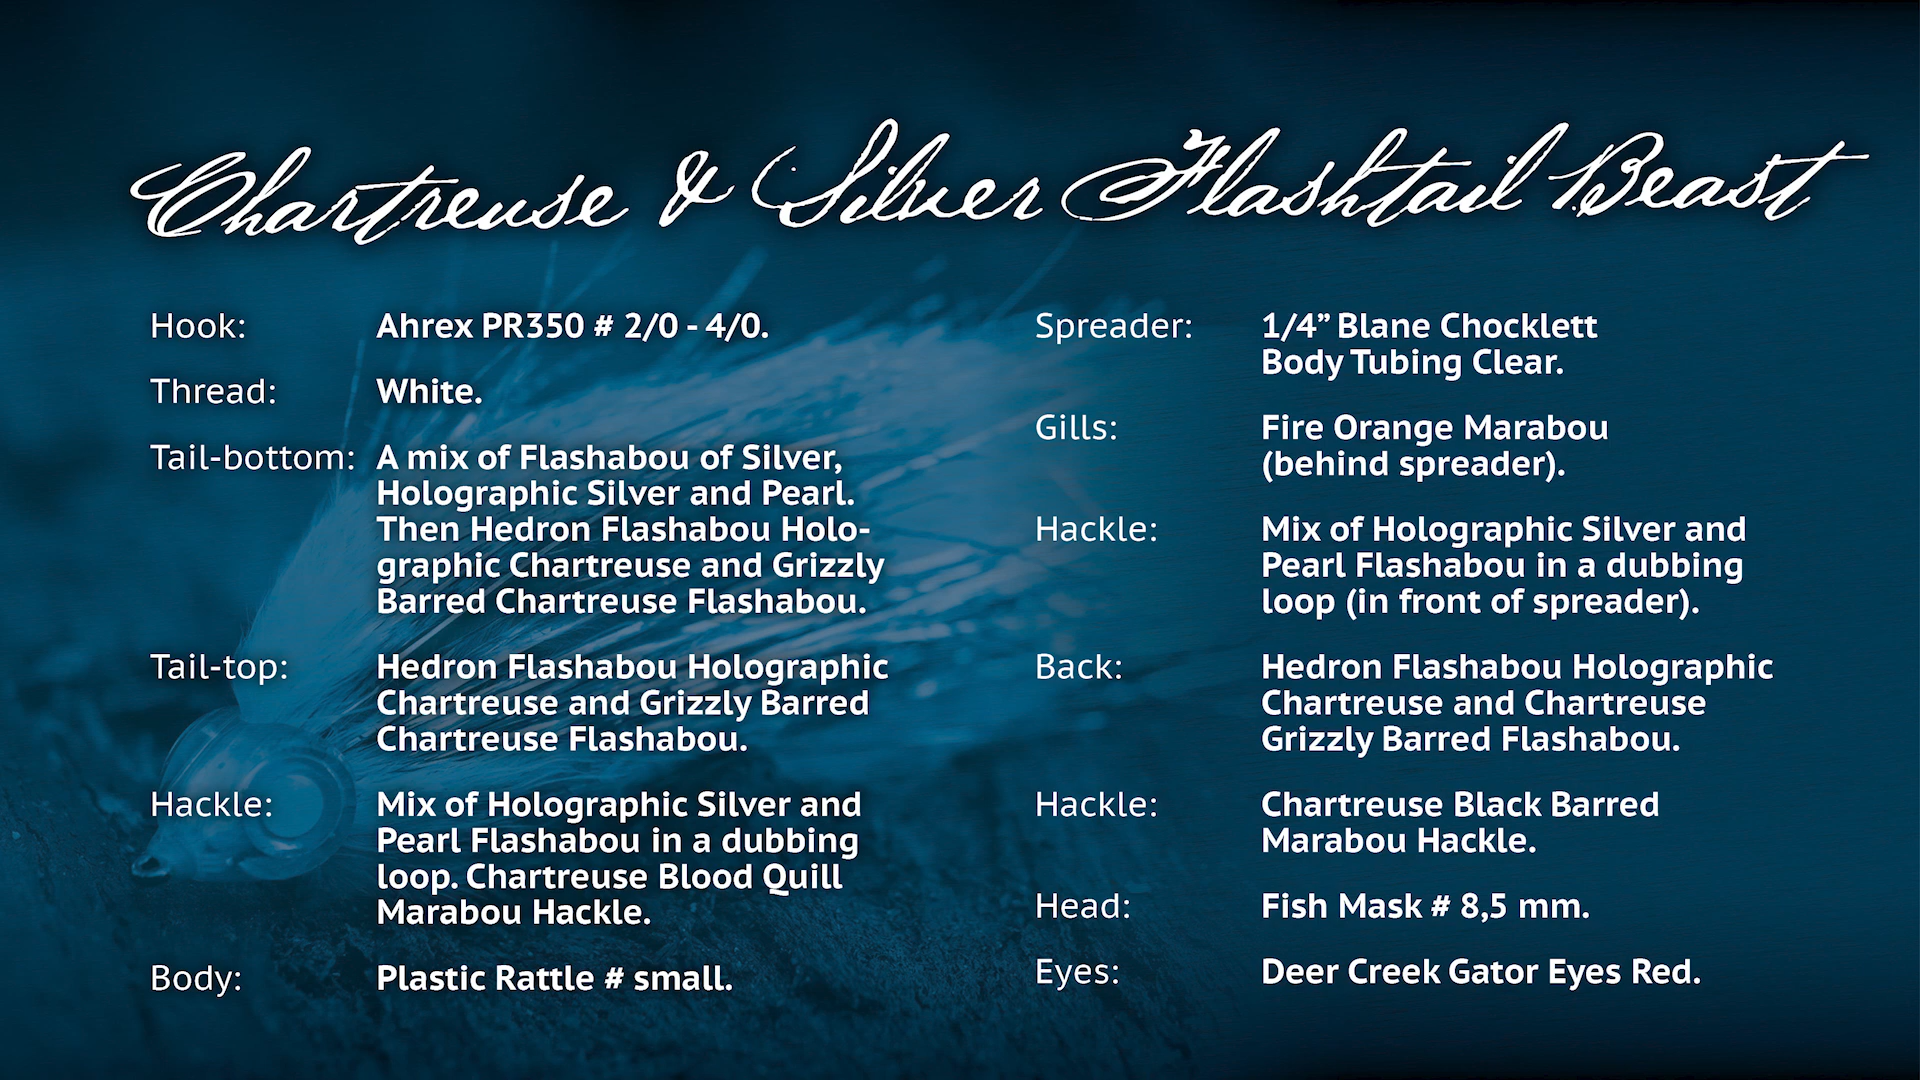 Chartreuse & Silver Flashtail Beast
Hook: Ahrex PR350 # 2/0 - 4/0.
Thread: White.
Tail-bottom: A mix of Flashabou of Silver,
Holographic Silver and Pearl.
Then Hedron Flashabou Holo-
graphic Chartreuse and Grizzly
Barred Chartreuse Flashabou.
Tail-top: Hedron Flashabou Holographic
Chartreuse and Grizzly Barred
Chartreuse Flashabou.
Hackle: Mix of Holographic Silver and
Pearl Flashabou in a dubbing
loop. Chartreuse Blood Quill
Marabou Hackle.
Body: Plastic Rattle # small.
Spreader: 1/4” Blane Chocklett
Body Tubing Clear.
Gills: Fire Orange Marabou
(behind spreader).
Hackle: Mix of Holographic Silver and
Pearl Flashabou in a dubbing
loop (in front of spreader).
Back: Hedron Flashabou Holographic
Chartreuse and Chartreuse
Grizzly Barred Flashabou.
Hackle: Chartreuse Black Barred
Marabou Hackle.
Head: Fish Mask # 8,5 mm.
Eyes: Deer Creek Gator Eyes Red.